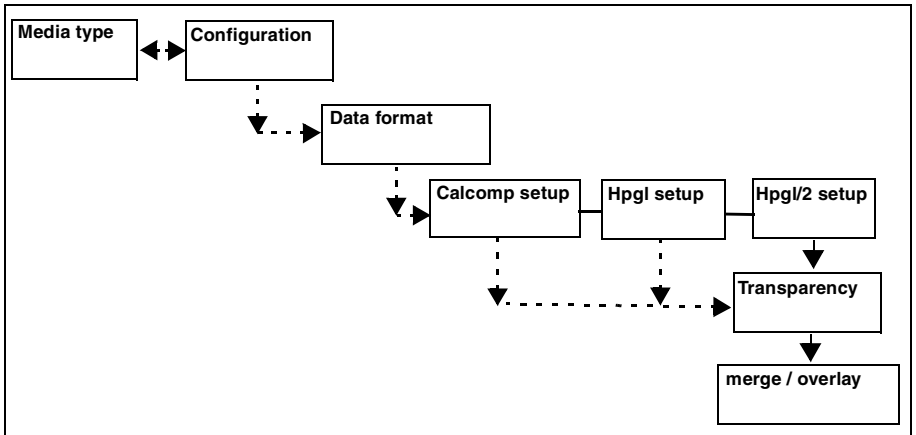 Media type
Configuration
Data format
Calcomp setup
Hpgl setup
Hpgl/2 setup
Transparency
merge / overlay